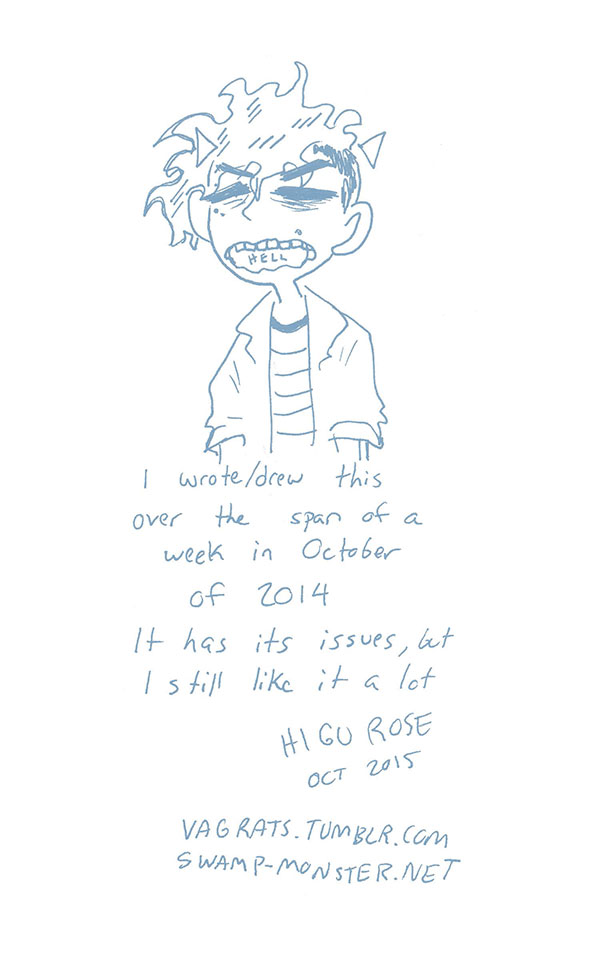 HELL
I wrote/drew this
over the span of a
week in October
of 2014
It has its issues, but
I still like it a lot
HIGU ROSE
OCT 2015
VAGRATS.TUMBLR.COM
SWAMP-MONSTER.NET